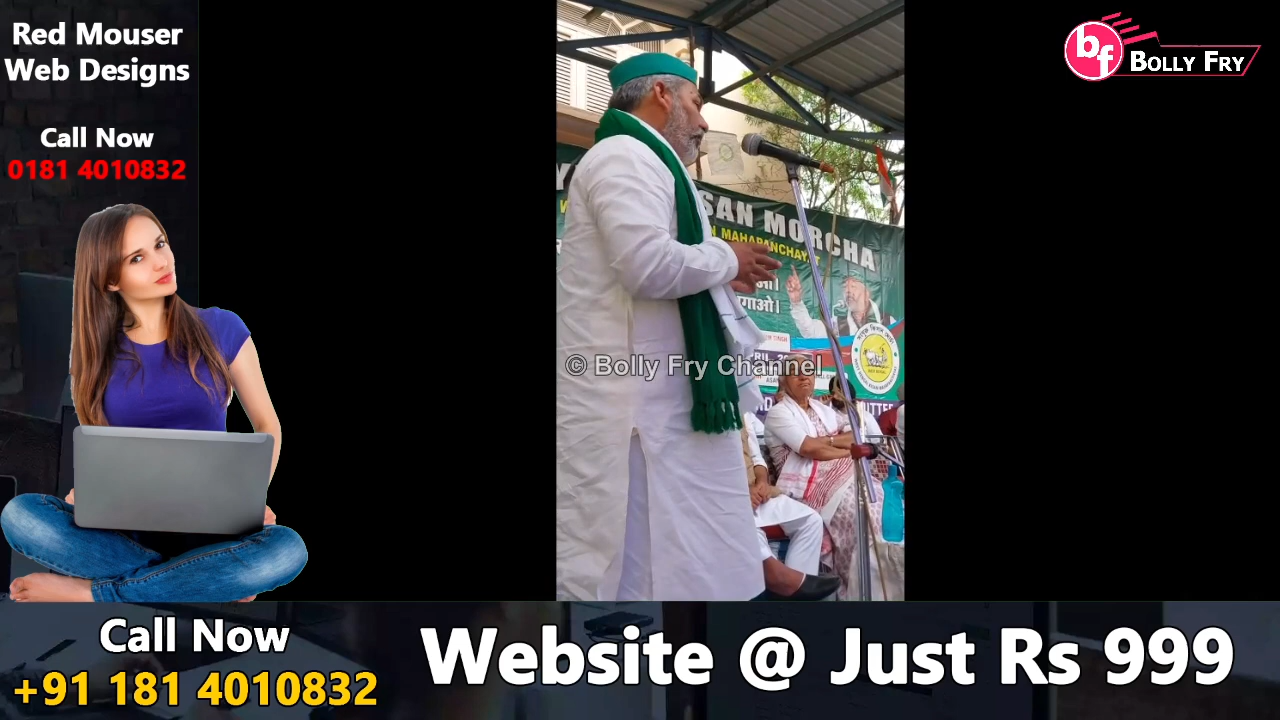 Red Mouser
Web Designs
Call Now
0181 4010832
bf BOLLY FRY
SAN MORCHA
MAHAPANCHAYAT
© Bolly Fry Channel
Call Now
+91 181 4010832
Website @ Just Rs 999